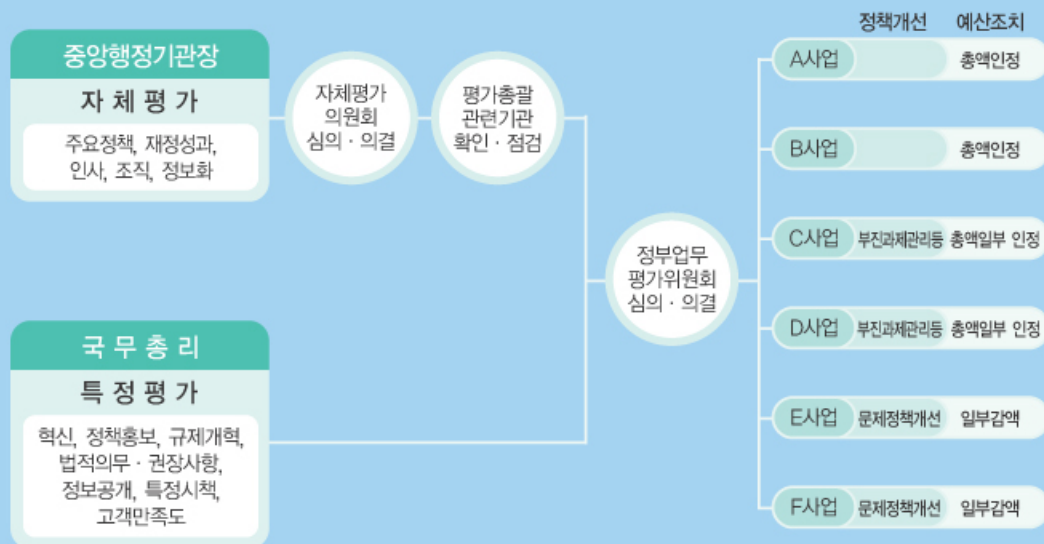 중앙행정기관장
자 체 평 가
주요정책, 재정성과,
인사, 조직, 정보화
자체평가
의원회
심의 · 의결
평가총괄
관련기관
확인 · 점검
국 무 총 리
특 정 평 가
혁신, 정책홍보, 규제개혁,
법적의무 · 권장사항,
정보공개, 특정시책,
고객만족도
정부업무
평가위원회
심의 · 의결
정책개선 예산조치
A사업 총액인정
B사업 총액인정
C사업 부진과제관리등 총액일부 인정
D사업 부진과제관리등 총액일부 인정
E사업 문제정책개선 일부감액
F사업 문제정책개선 일부감액